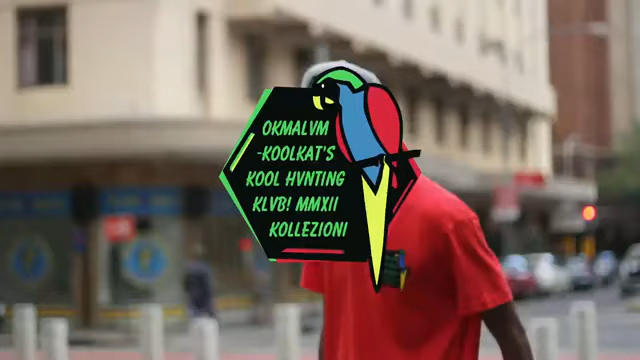 OKMALVM
-KOOLKAT'S
KOOL HVNTING
KLVB! MMXII
KOLLEZIONI